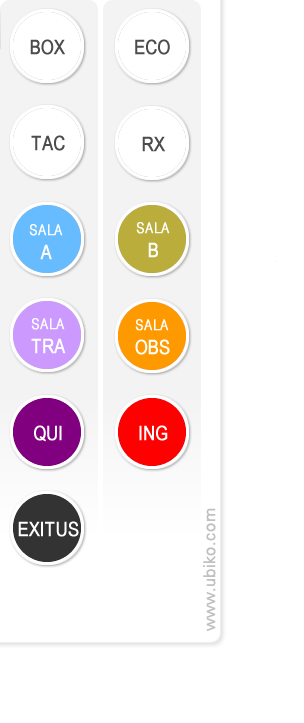 BOX
ECO
TAC
RX
SALA
A
SALA
B
SALA
TRA
SALA
OBS
QUI
ING
EXITUS
www.ubiko.com